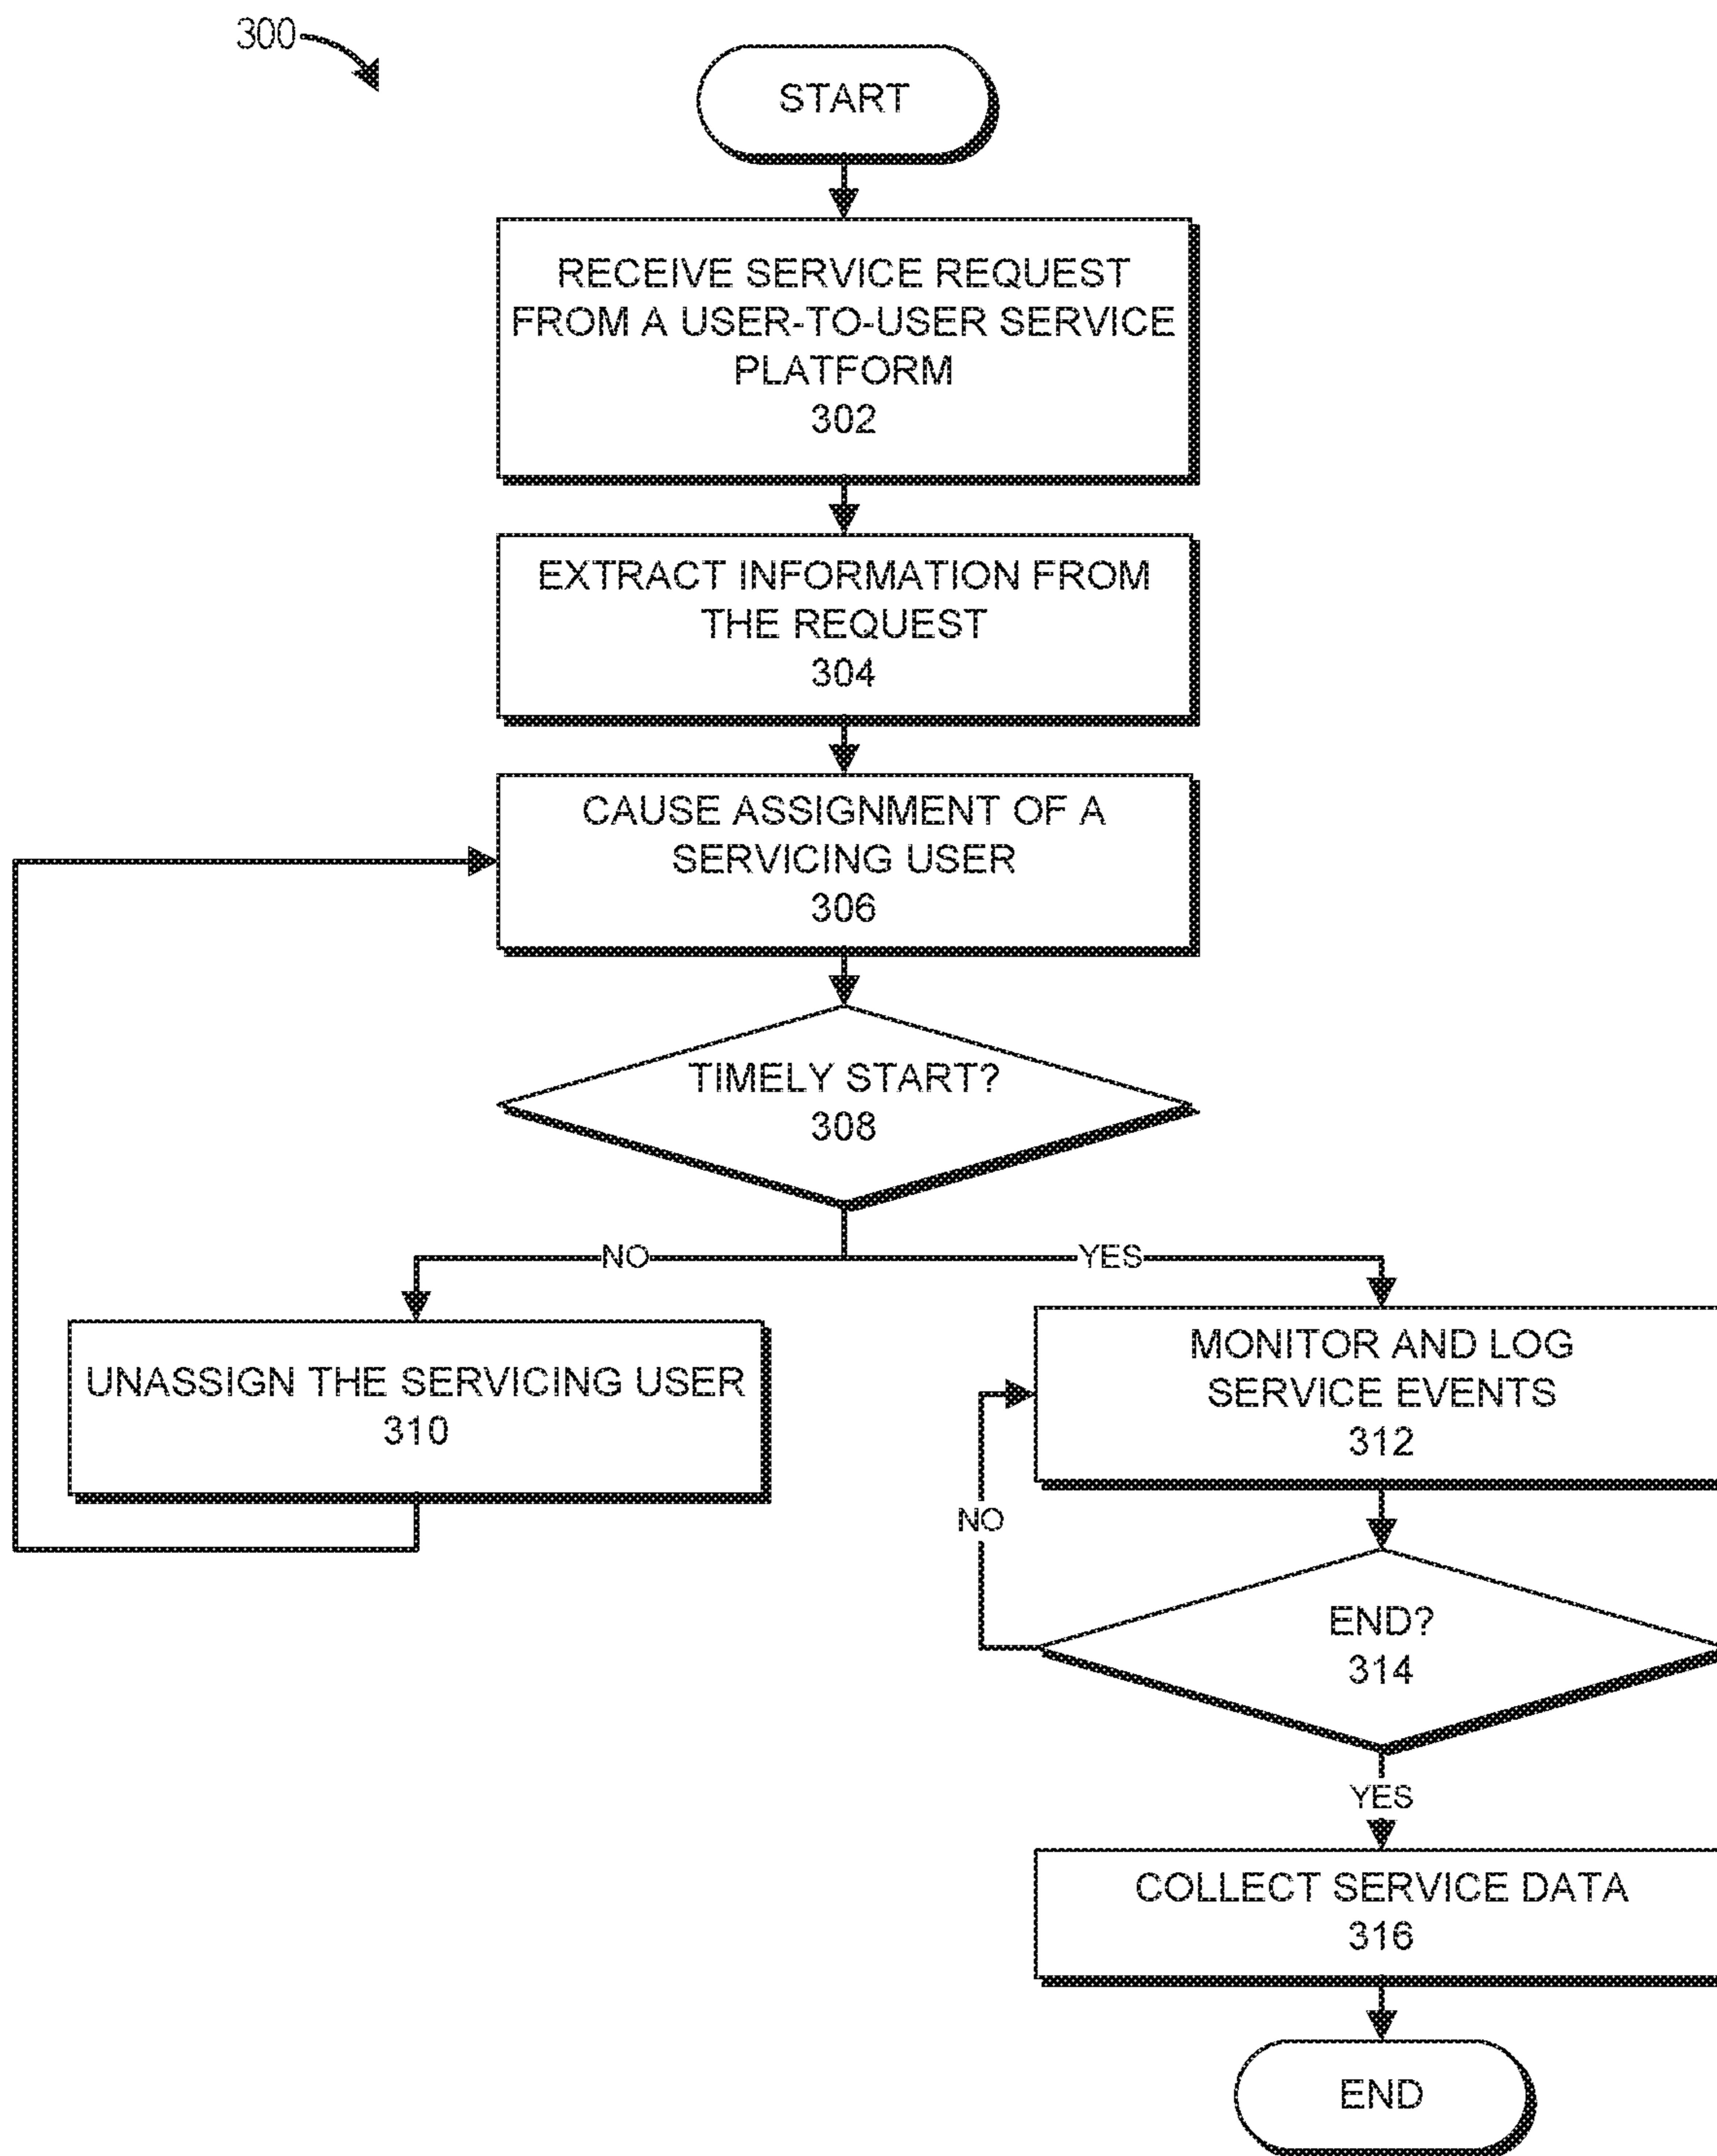 300
START
RECEIVE SERVICE REQUEST
FROM A USER-TO-USER SERVICE
PLATFORM
302
EXTRACT INFORMATION FROM
THE REQUEST
304
CAUSE ASSIGNMENT OF A
SERVICING USER
306
TIMELY START?
308
NO
YES
UNASSIGN THE SERVICING USER
310
MONITOR AND LOG
SERVICE EVENTS
312
NO
END?
314
YES
COLLECT SERVICE DATA
316
END